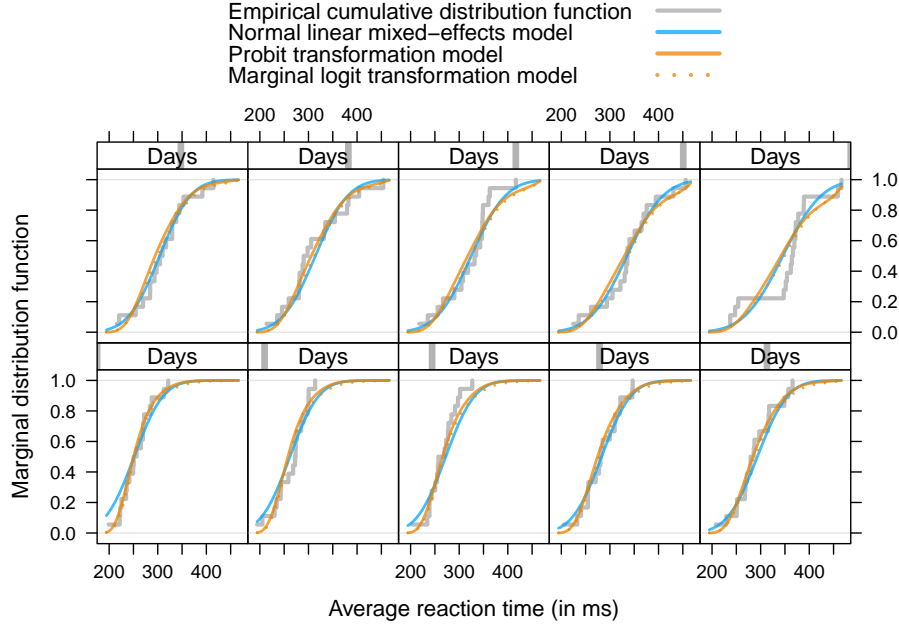 Empirical cumulative distribution function
Normal linear mixed−effects model
Probit transformation model
Marginal logit transformation model
200 300 400 200 300 400
Days Days Days Days Days
1.0
0.8
0.6
0.4
0.2
0.0
Days Days Days Days Days
1.0
0.8
0.6
0.4
0.2
0.0
200 300 400 200 300 400 200 300 400
Marginal distribution function
Average reaction time (in ms)